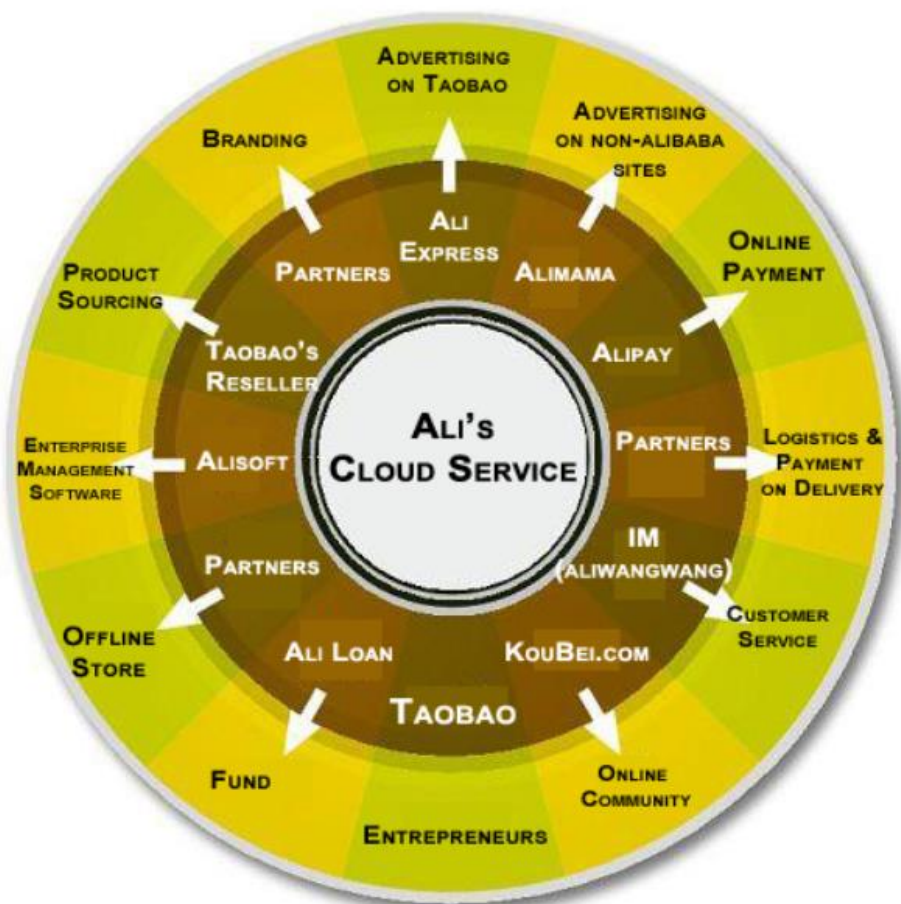 Advertising
on Taobao
Advertising
on non-alibaba
sites
Online
Payment
Logistics &
Payment
on Delivery
Customer
Service
Online
Community
Entrepreneurs
Fund
Offline
Store
Enterprise
Management
Software
Product
Sourcing
Branding
Ali
Express
Alimama
Alipay
Partners
IM
(aliwangwang)
KouBei.com
Taobao
Ali Loan
Partners
Alisoft
Taobao's
Reseller
Partners
Ali's
Cloud Service